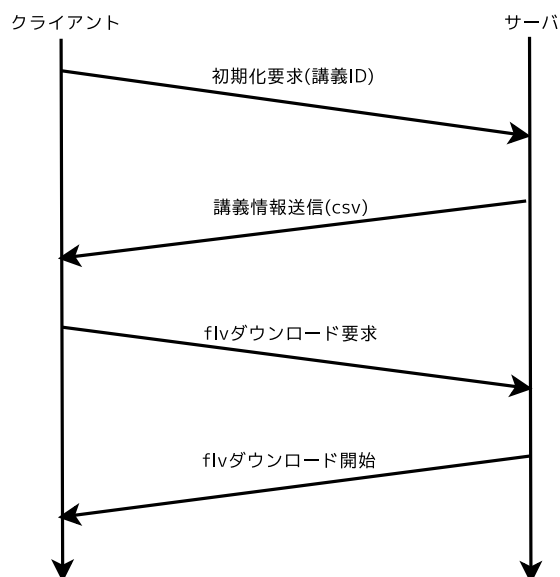 クライアント
サーバ
初期化要求(講義ID)
講義情報送信(csv)
flvダウンロード要求
flvダウンロード開始